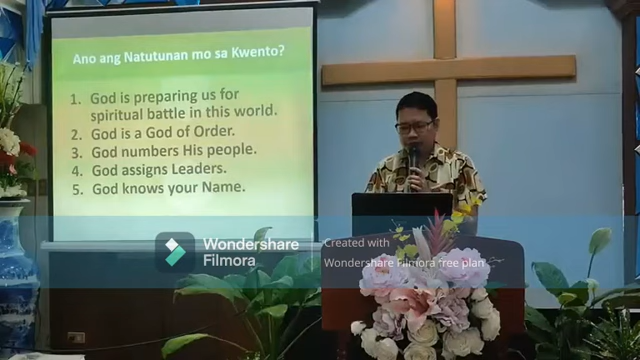 Ano ang Natutunan mo sa Kwento?
1. God is preparing us for
spiritual battle in this world.
2. God is a God of Order.
3. God numbers His people.
4. God assigns Leaders.
5. God knows your Name.
Wondershare
Filmora
Created with
Wondershare Filmora free plan